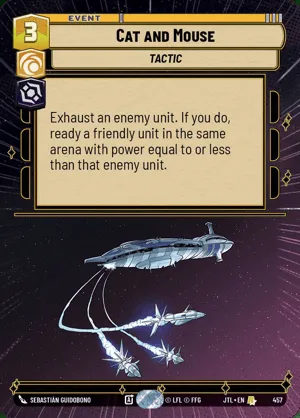 EVENT
3
CAT AND MOUSE
TACTIC
Exhaust an enemy unit. If you do,
ready a friendly unit in the same
arena with power equal to or less
than that enemy unit.
SEBASTIÁN GUIDOBONO
© LFL © FFG
JTL • EN
457